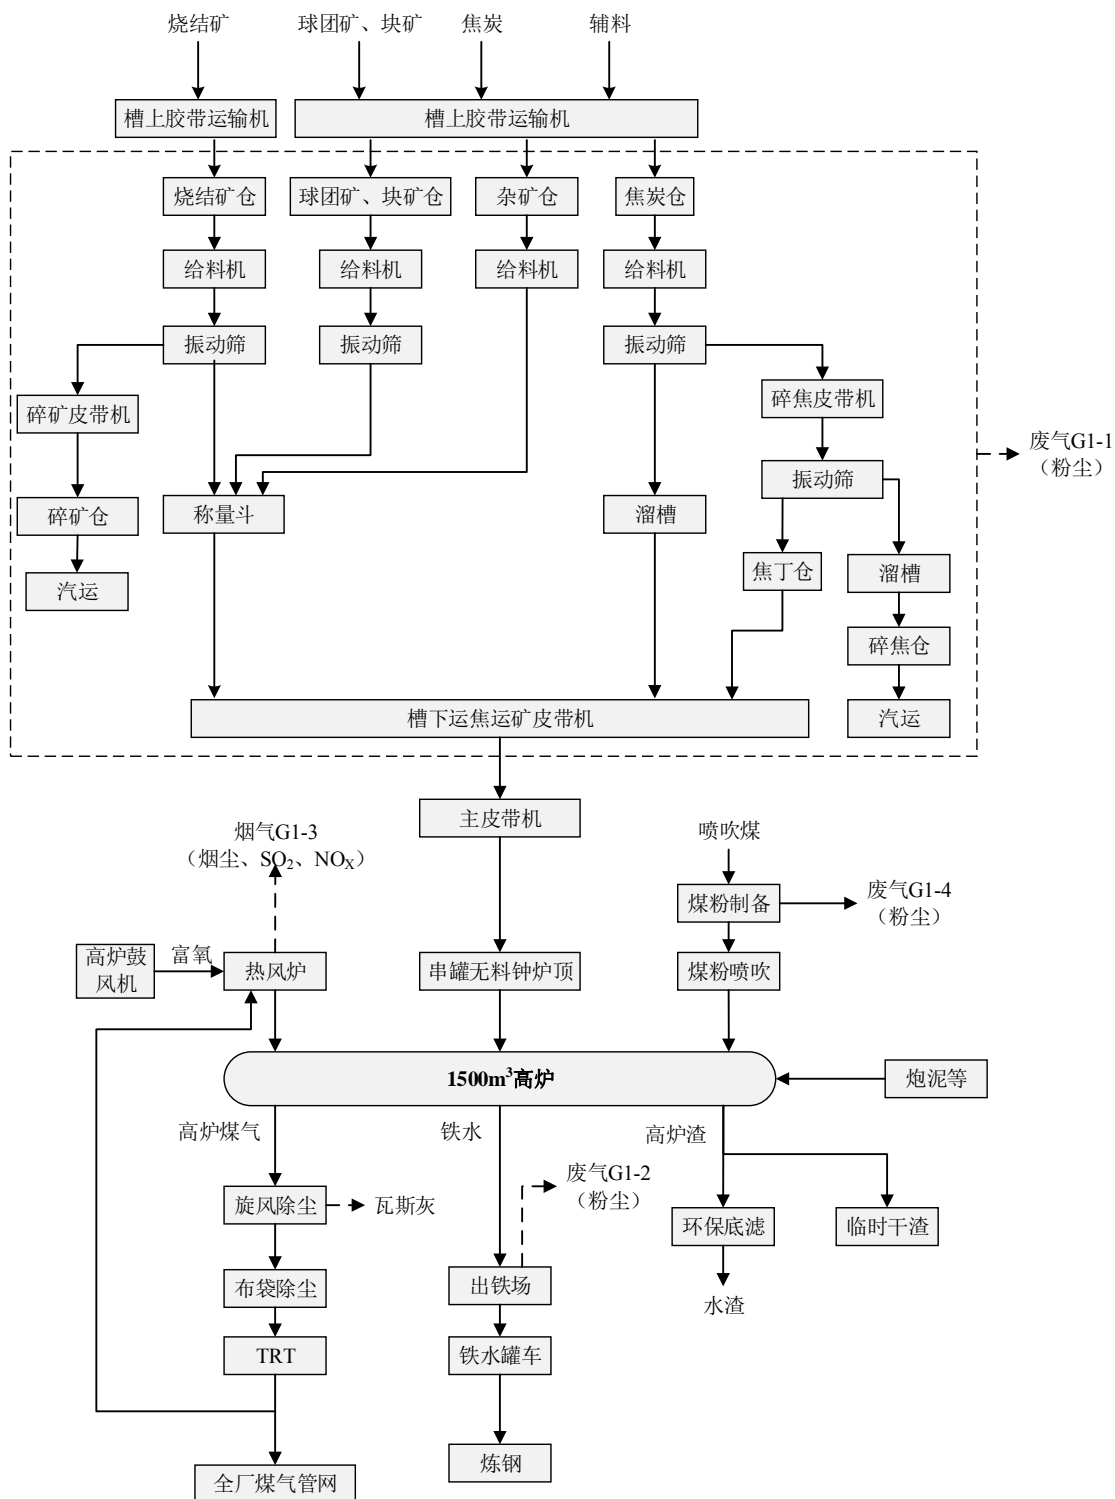 烧结矿
球团矿、块矿
焦炭
辅料
槽上胶带运输机
槽上胶带运输机
烧结矿仓
球团矿、块矿仓
杂矿仓
焦炭仓
给料机
给料机
给料机
给料机
振动筛
振动筛
振动筛
碎矿皮带机
碎焦皮带机
废气G1-1
（粉尘）
振动筛
碎矿仓
称量斗
溜槽
焦丁仓
溜槽
汽运
碎焦仓
槽下运焦运矿皮带机
汽运
主皮带机
烟气G1-3
（烟尘、SO₂、NOX）
喷吹煤
煤粉制备
废气G1-4
（粉尘）
高炉鼓
风机
富氧
热风炉
串罐无料钟炉顶
煤粉喷吹
1500m³高炉
炮泥等
高炉煤气
铁水
高炉渣
废气G1-2
（粉尘）
旋风除尘
瓦斯灰
环保底滤
临时干渣
布袋除尘
出铁场
水渣
TRT
铁水罐车
全厂煤气管网
炼钢